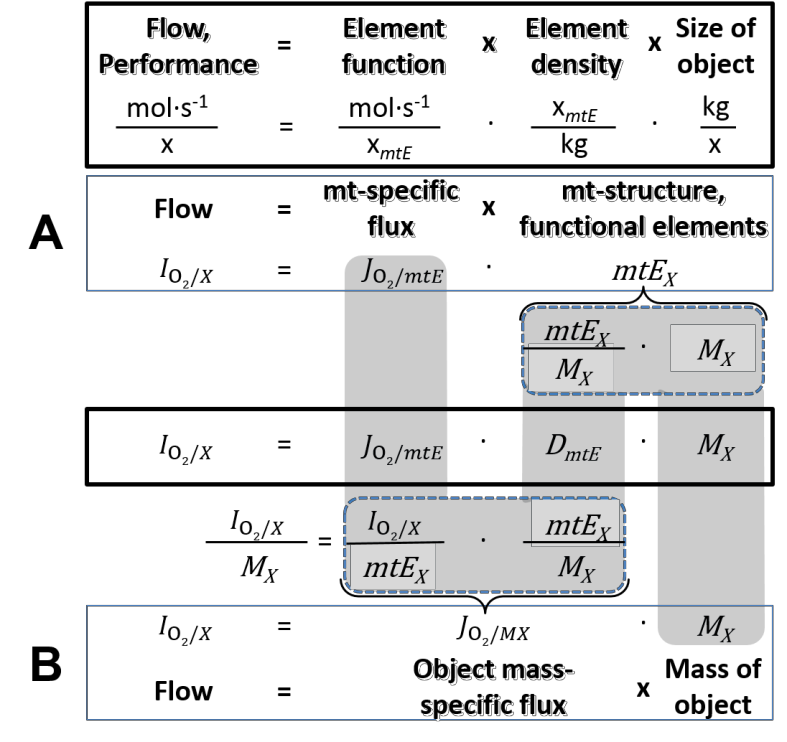 Flow, Performance = Element function x Element density x Size of object
mol·s⁻¹/x = mol·s⁻¹/x_mtE · x_mtE/kg · kg/x
A
Flow = mt-specific flux x mt-structure, functional elements
I_O₂/X = J_O₂/mtE · mtE_X
mtE_X/M_X · M_X
I_O₂/X = J_O₂/mtE · D_mtE · M_X
I_O₂/X/M_X = I_O₂/X/mtE_X · mtE_X/M_X
I_O₂/X = J_O₂/MX · M_X
B
Flow = Object mass-specific flux x Mass of object